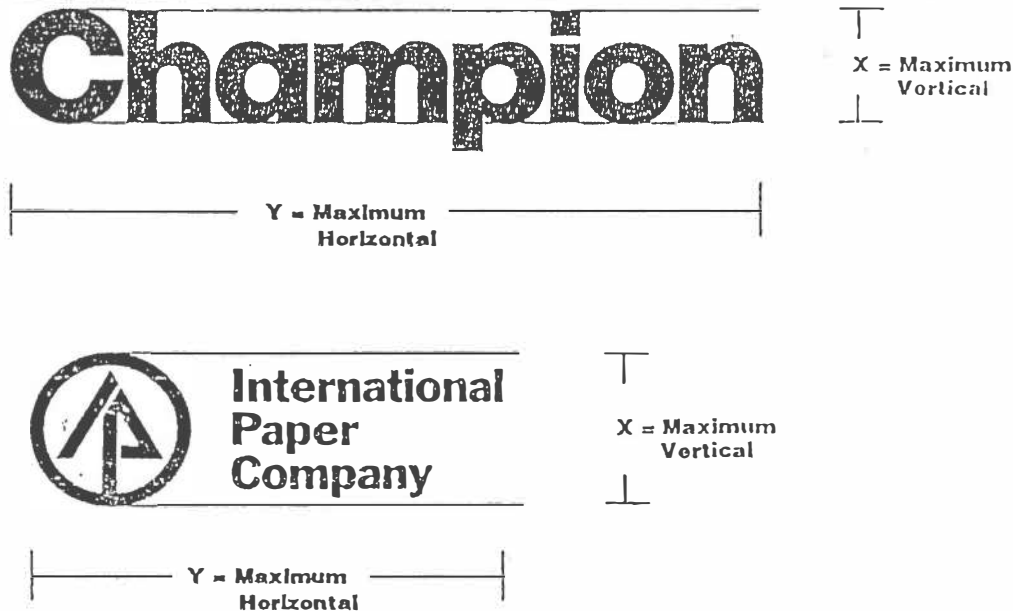 Champion
X = Maximum
Vertical
Y = Maximum
Horizontal
International
Paper
Company
X = Maximum
Vertical
Y = Maximum
Horizontal